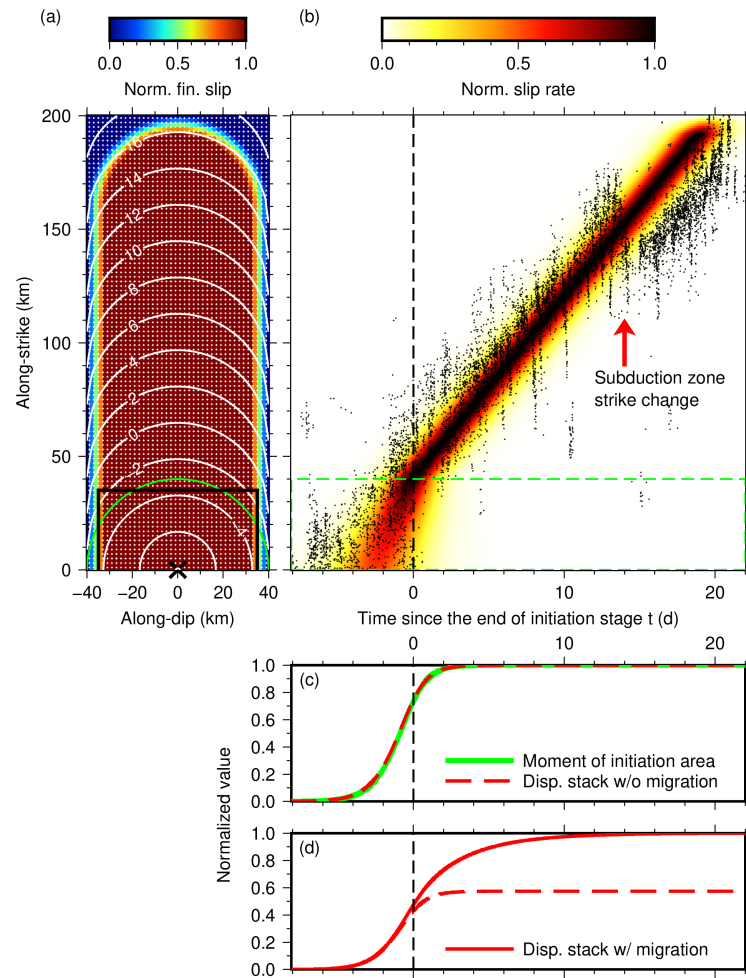 (a)
(b)
0.0 0.5 1.0
0.0 0.5 1.0
Norm. fin. slip
Norm. slip rate
200
150
100
50
0
Along-strike (km)
16
14
12
10
8
6
4
2
0
−2
−4
−40 −20 0 20 40
Along-dip (km)
Subduction zone
strike change
0 10 20
Time since the end of initiation stage t (d)
0 10 20
Normalized value
(c)
1.0
0.8
0.6
0.4
0.2
0.0
Moment of initiation area
Disp. stack w/o migration
(d)
1.0
0.8
0.6
0.4
0.2
0.0
Disp. stack w/ migration